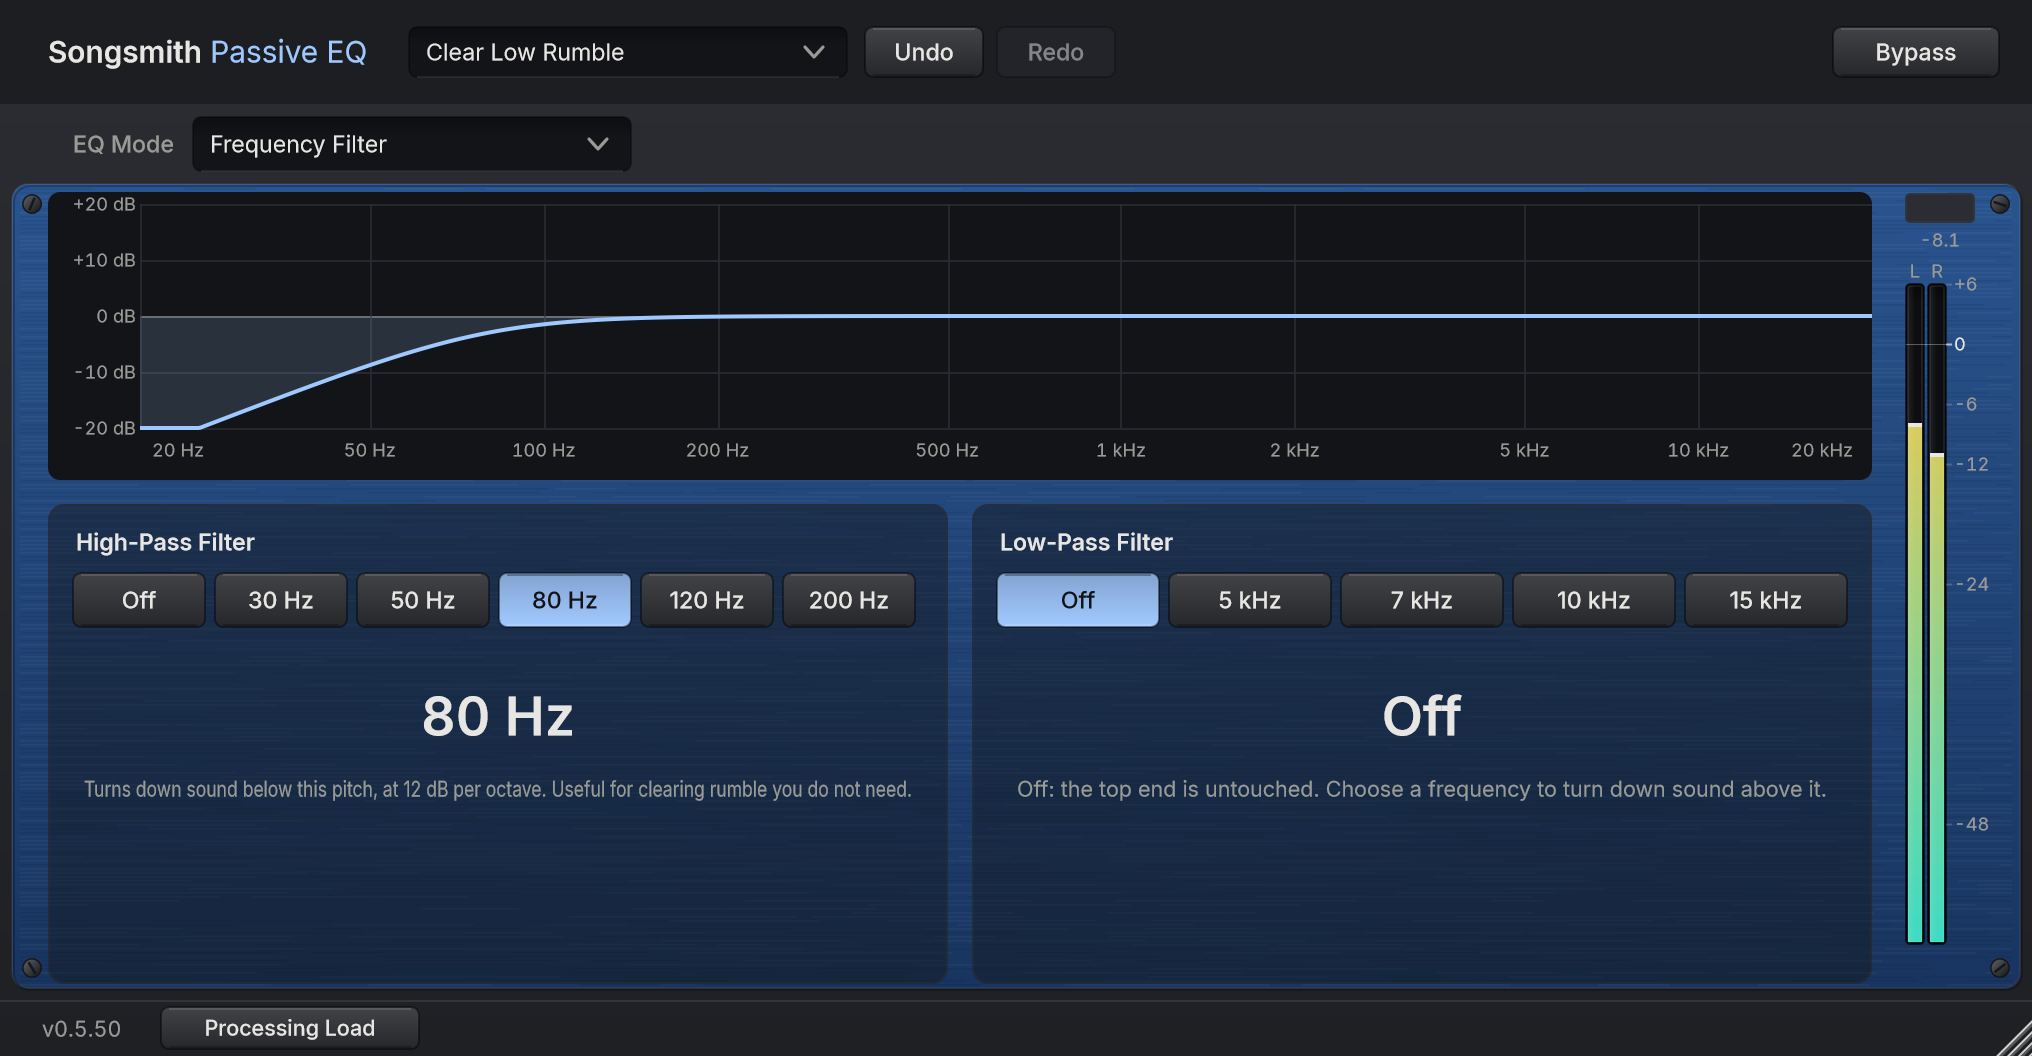 Songsmith Passive EQ
Clear Low Rumble
Undo
Redo
Bypass
EQ Mode
Frequency Filter
+20 dB
+10 dB
0 dB
-10 dB
-20 dB
20 Hz
50 Hz
100 Hz
200 Hz
500 Hz
1 kHz
2 kHz
5 kHz
10 kHz
20 kHz
-8.1
L R
+6
0
-6
-12
-24
-48
High-Pass Filter
Off
30 Hz
50 Hz
80 Hz
120 Hz
200 Hz
80 Hz
Turns down sound below this pitch, at 12 dB per octave. Useful for clearing rumble you do not need.
Low-Pass Filter
Off
5 kHz
7 kHz
10 kHz
15 kHz
Off
Off: the top end is untouched. Choose a frequency to turn down sound above it.
v0.5.50
Processing Load